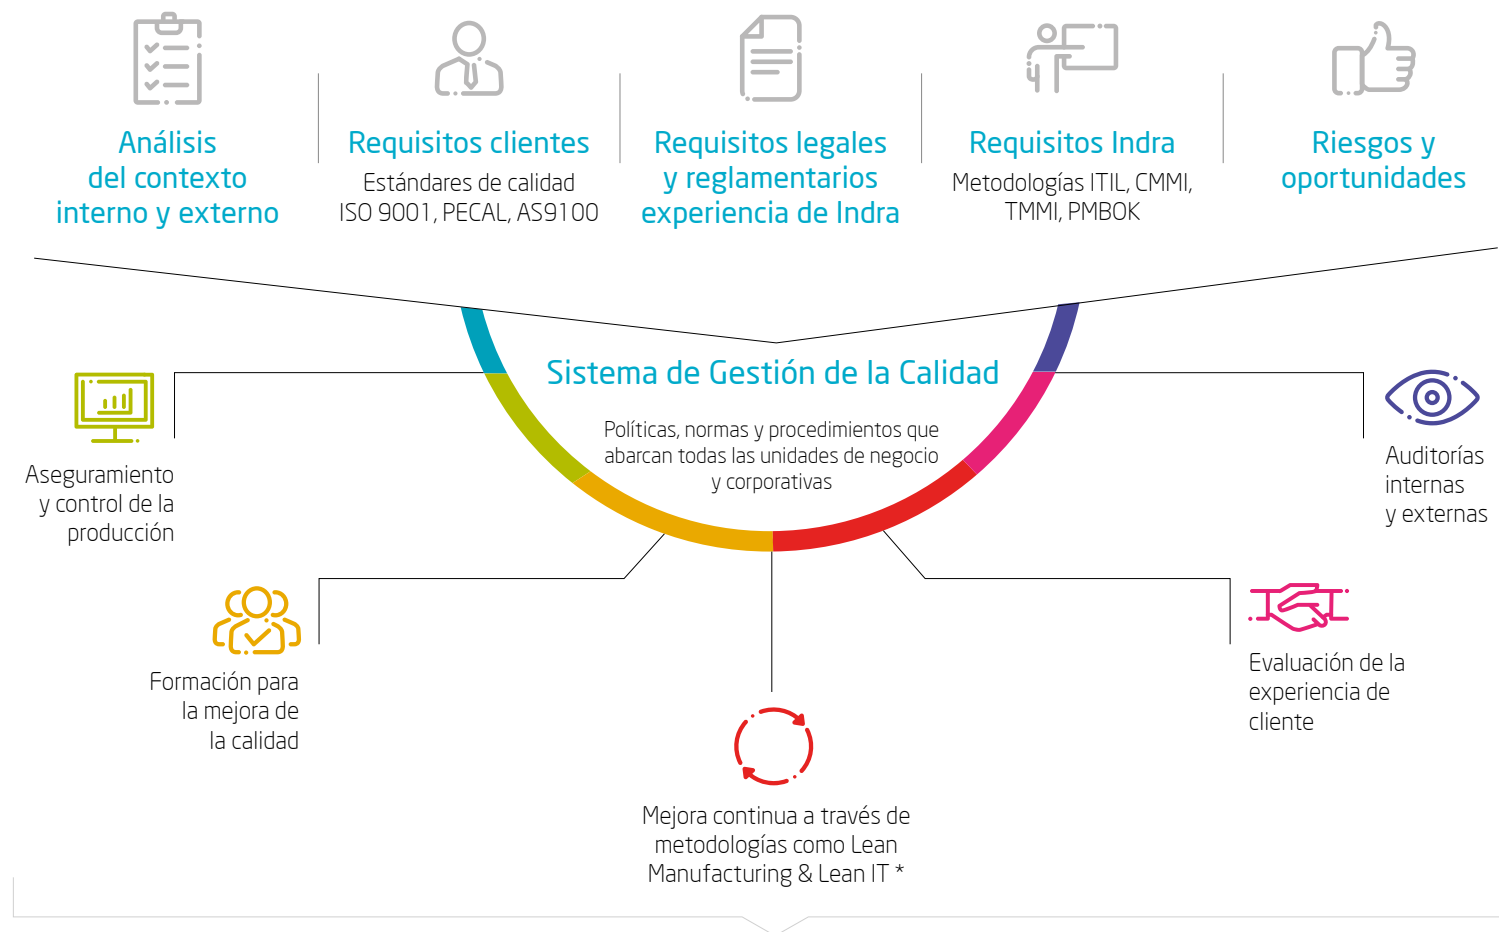 Análisis
del contexto
interno y externo
Requisitos clientes
Estándares de calidad
ISO 9001, PECAL, AS9100
Requisitos legales
y reglamentarios
experiencia de Indra
Requisitos Indra
Metodologías ITIL, CMMI,
TMMI, PMBOK
Riesgos y
oportunidades
Sistema de Gestión de la Calidad
Políticas, normas y procedimientos que
abarcan todas las unidades de negocio
y corporativas
Aseguramiento
y control de la
producción
Formación para
la mejora de
la calidad
Mejora continua a través de
metodologías como Lean
Manufacturing & Lean IT *
Evaluación de la
experiencia de
cliente
Auditorías
internas
y externas